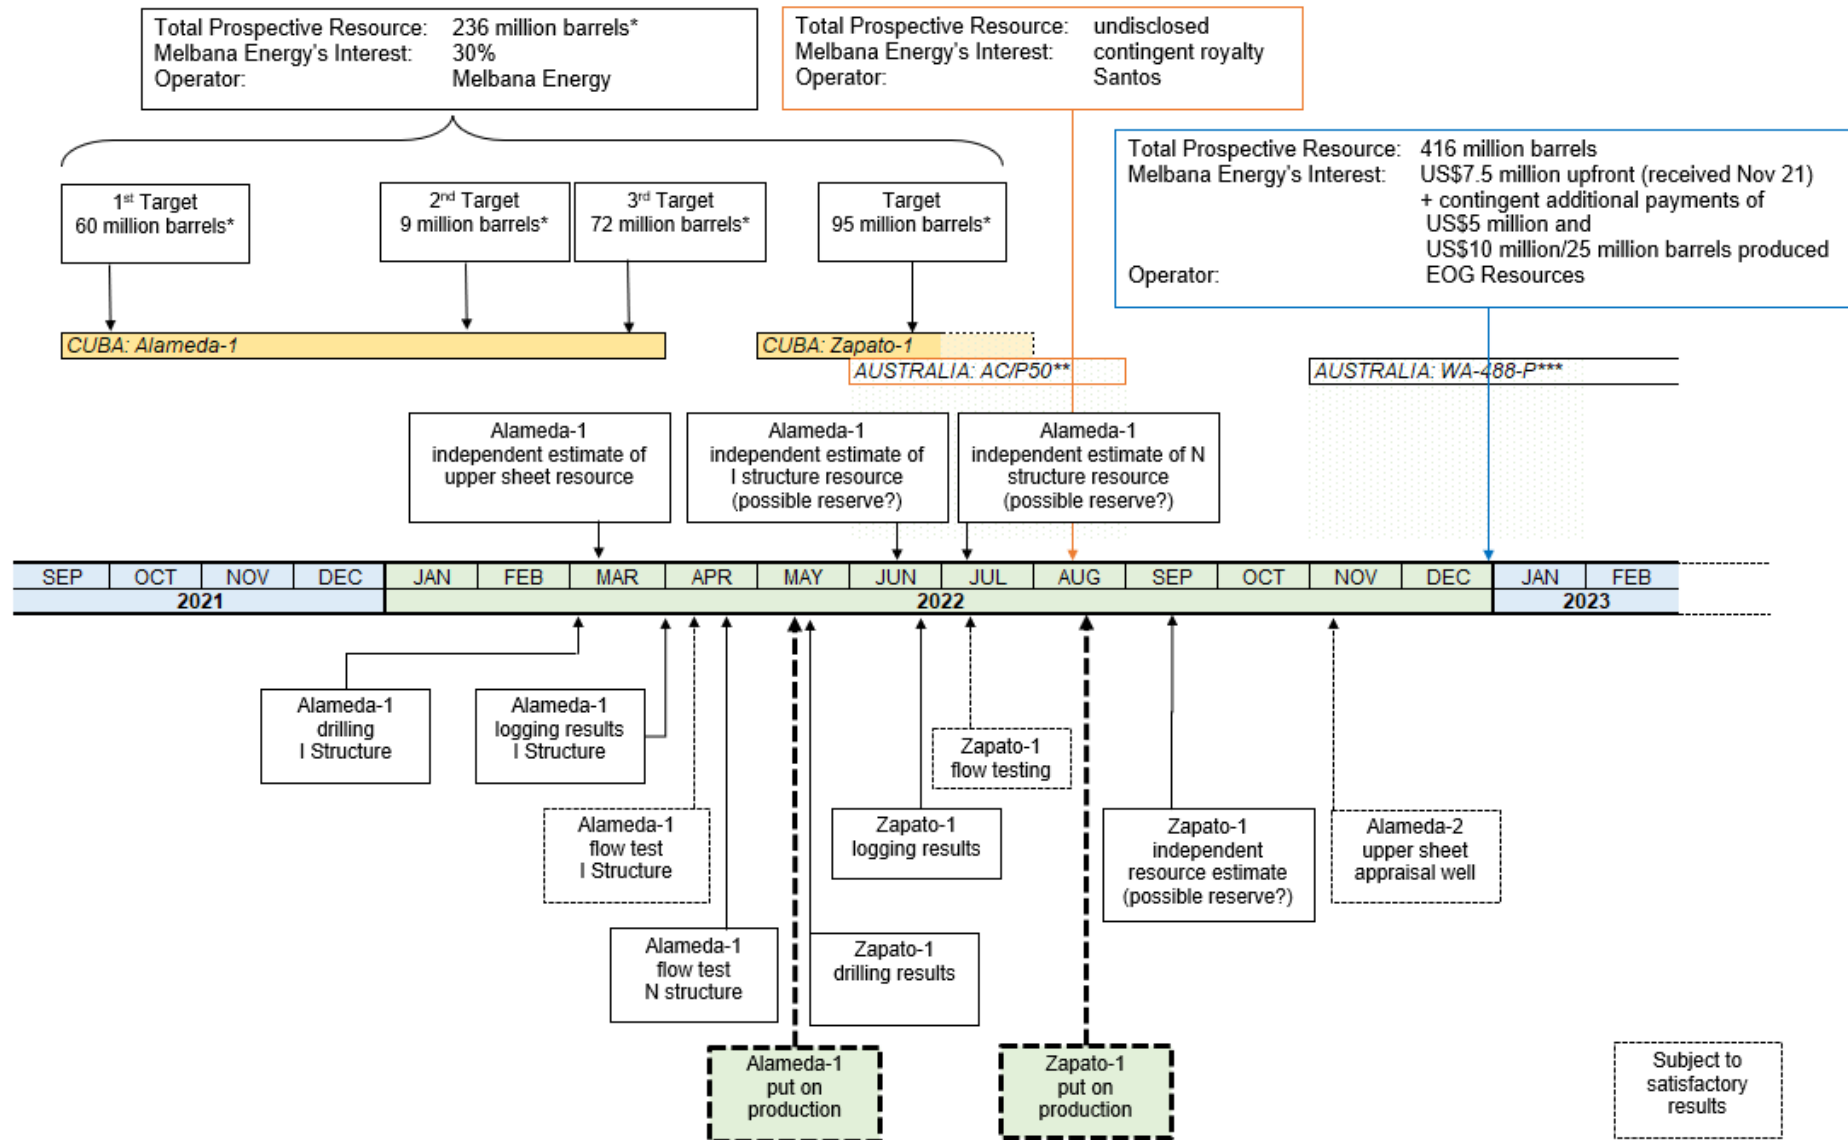 Total Prospective Resource: 236 million barrels*
Melbana Energy's Interest: 30%
Operator: Melbana Energy
Total Prospective Resource: undisclosed
Melbana Energy's Interest: contingent royalty
Operator: Santos
Total Prospective Resource: 416 million barrels
Melbana Energy's Interest: US$7.5 million upfront (received Nov 21)
+ contingent additional payments of
US$5 million and
US$10 million/25 million barrels produced
Operator: EOG Resources
1st Target
60 million barrels*
2nd Target
9 million barrels*
3rd Target
72 million barrels*
Target
95 million barrels*
CUBA: Alameda-1
CUBA: Zapato-1
AUSTRALIA: AC/P50**
AUSTRALIA: WA-488-P***
Alameda-1
independent estimate of
upper sheet resource
Alameda-1
independent estimate of
I structure resource
(possible reserve?)
Alameda-1
independent estimate of N
structure resource
(possible reserve?)
SEP OCT NOV DEC JAN FEB MAR APR MAY JUN JUL AUG SEP OCT NOV DEC JAN FEB
2021 2022 2023
Alameda-1
drilling
I Structure
Alameda-1
logging results
I Structure
Alameda-1
flow test
I Structure
Alameda-1
flow test
N structure
Alameda-1
put on
production
Zapato-1
drilling results
Zapato-1
logging results
Zapato-1
flow testing
Zapato-1
put on
production
Zapato-1
independent
resource estimate
(possible reserve?)
Alameda-2
upper sheet
appraisal well
Subject to
satisfactory
results